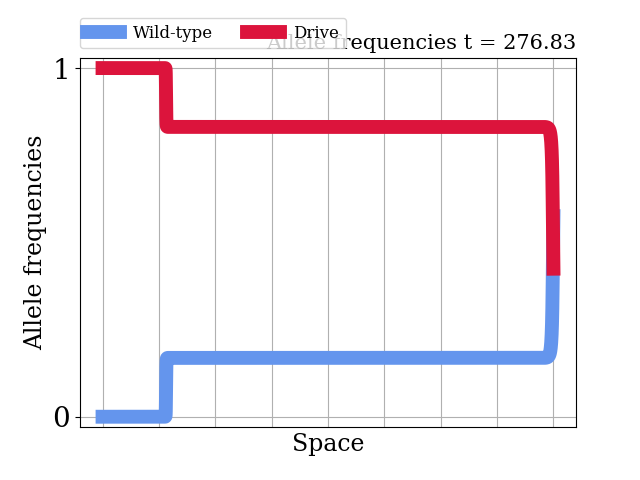 Wild-type Drive
Allele frequencies t = 276.83
1
Allele frequencies
0
Space